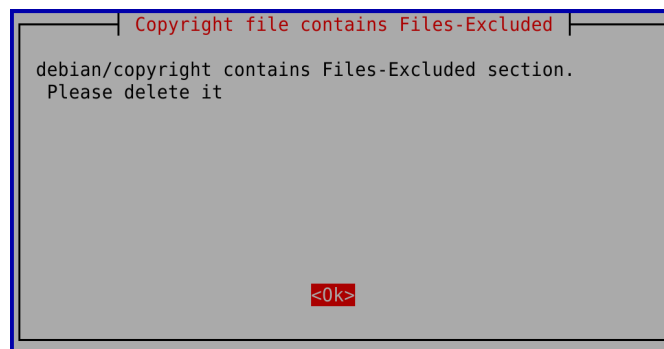 Copyright file contains Files-Excluded
debian/copyright contains Files-Excluded section.
Please delete it
<Ok>